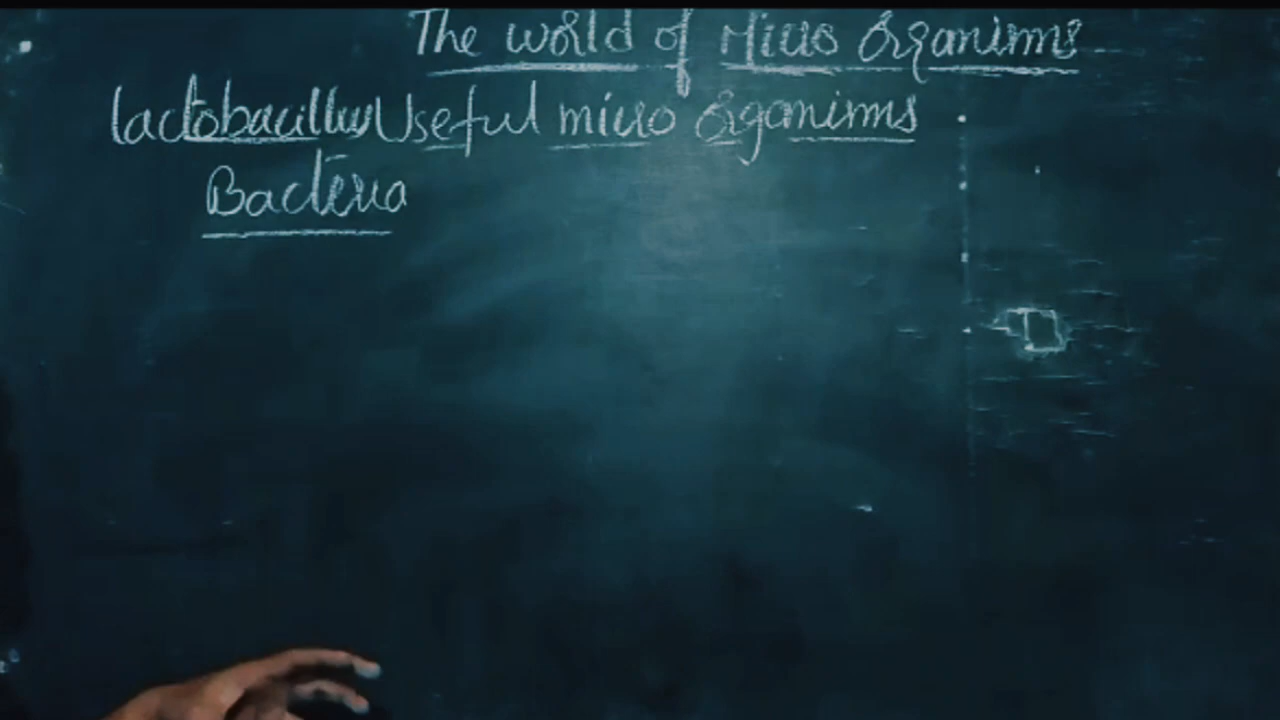 The world of Micro Organisms
lactobacillus Useful micro organisms
Bacteria